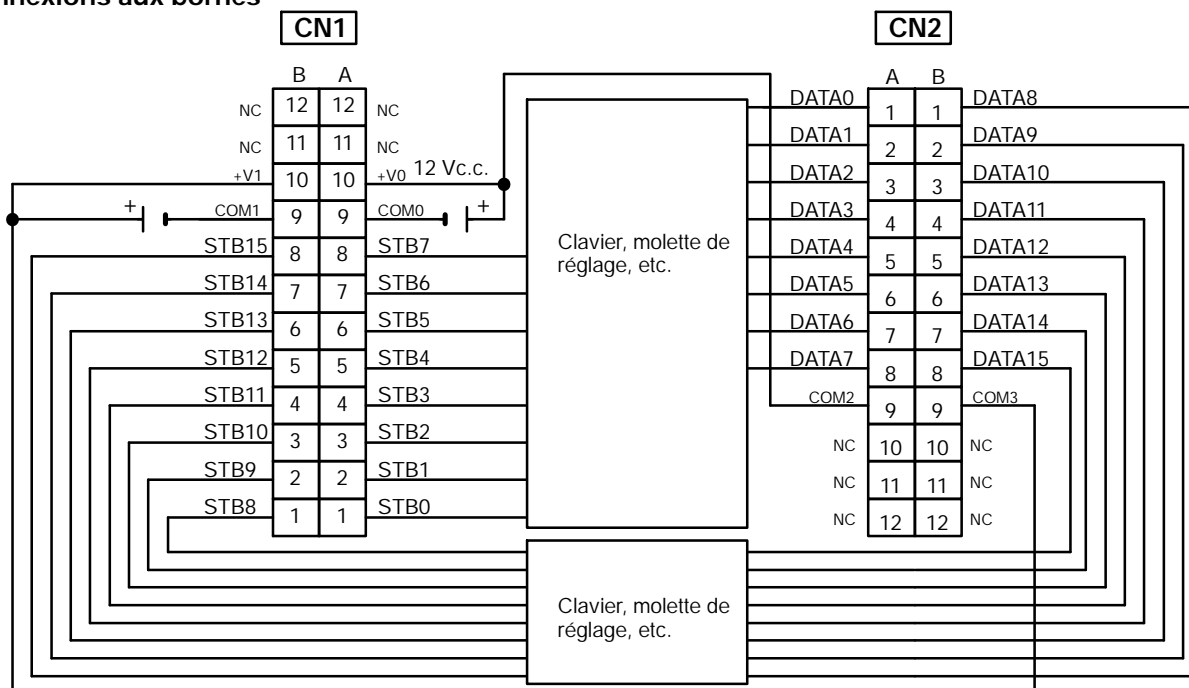 nnexions aux bornes
CN1
CN2
B A
A B
NC 12 12 NC
NC 11 11 NC
+V1 10 10 +V0 12 Vc.c.
+ COM1 9 9 COM0 +
STB15 8 8 STB7
STB14 7 7 STB6
STB13 6 6 STB5
STB12 5 5 STB4
STB11 4 4 STB3
STB10 3 3 STB2
STB9 2 2 STB1
STB8 1 1 STB0
Clavier, molette de
réglage, etc.
DATA0 1 1 DATA8
DATA1 2 2 DATA9
DATA2 3 3 DATA10
DATA3 4 4 DATA11
DATA4 5 5 DATA12
DATA5 6 6 DATA13
DATA6 7 7 DATA14
DATA7 8 8 DATA15
COM2 9 9 COM3
NC 10 10 NC
NC 11 11 NC
NC 12 12 NC
Clavier, molette de
réglage, etc.